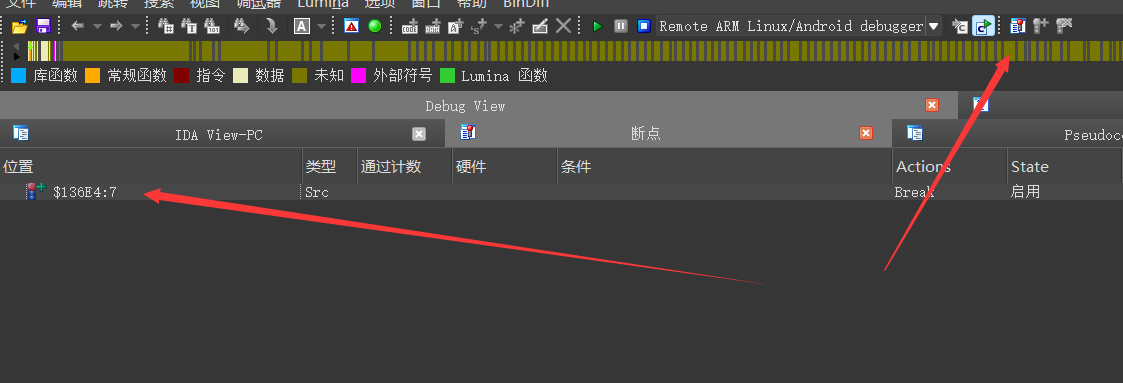 文件 编辑 跳转 搜索 视图 调试器 Lumina 选项 窗口 帮助 BinDiff
Remote ARM Linux/Android debugger
库函数 常规函数 指令 数据 未知 外部符号 Lumina 函数
Debug View
IDA View-PC 断点 Pseudoco
位置 类型 通过计数 硬件 条件 Actions State
$136E4:7 Src Break 启用